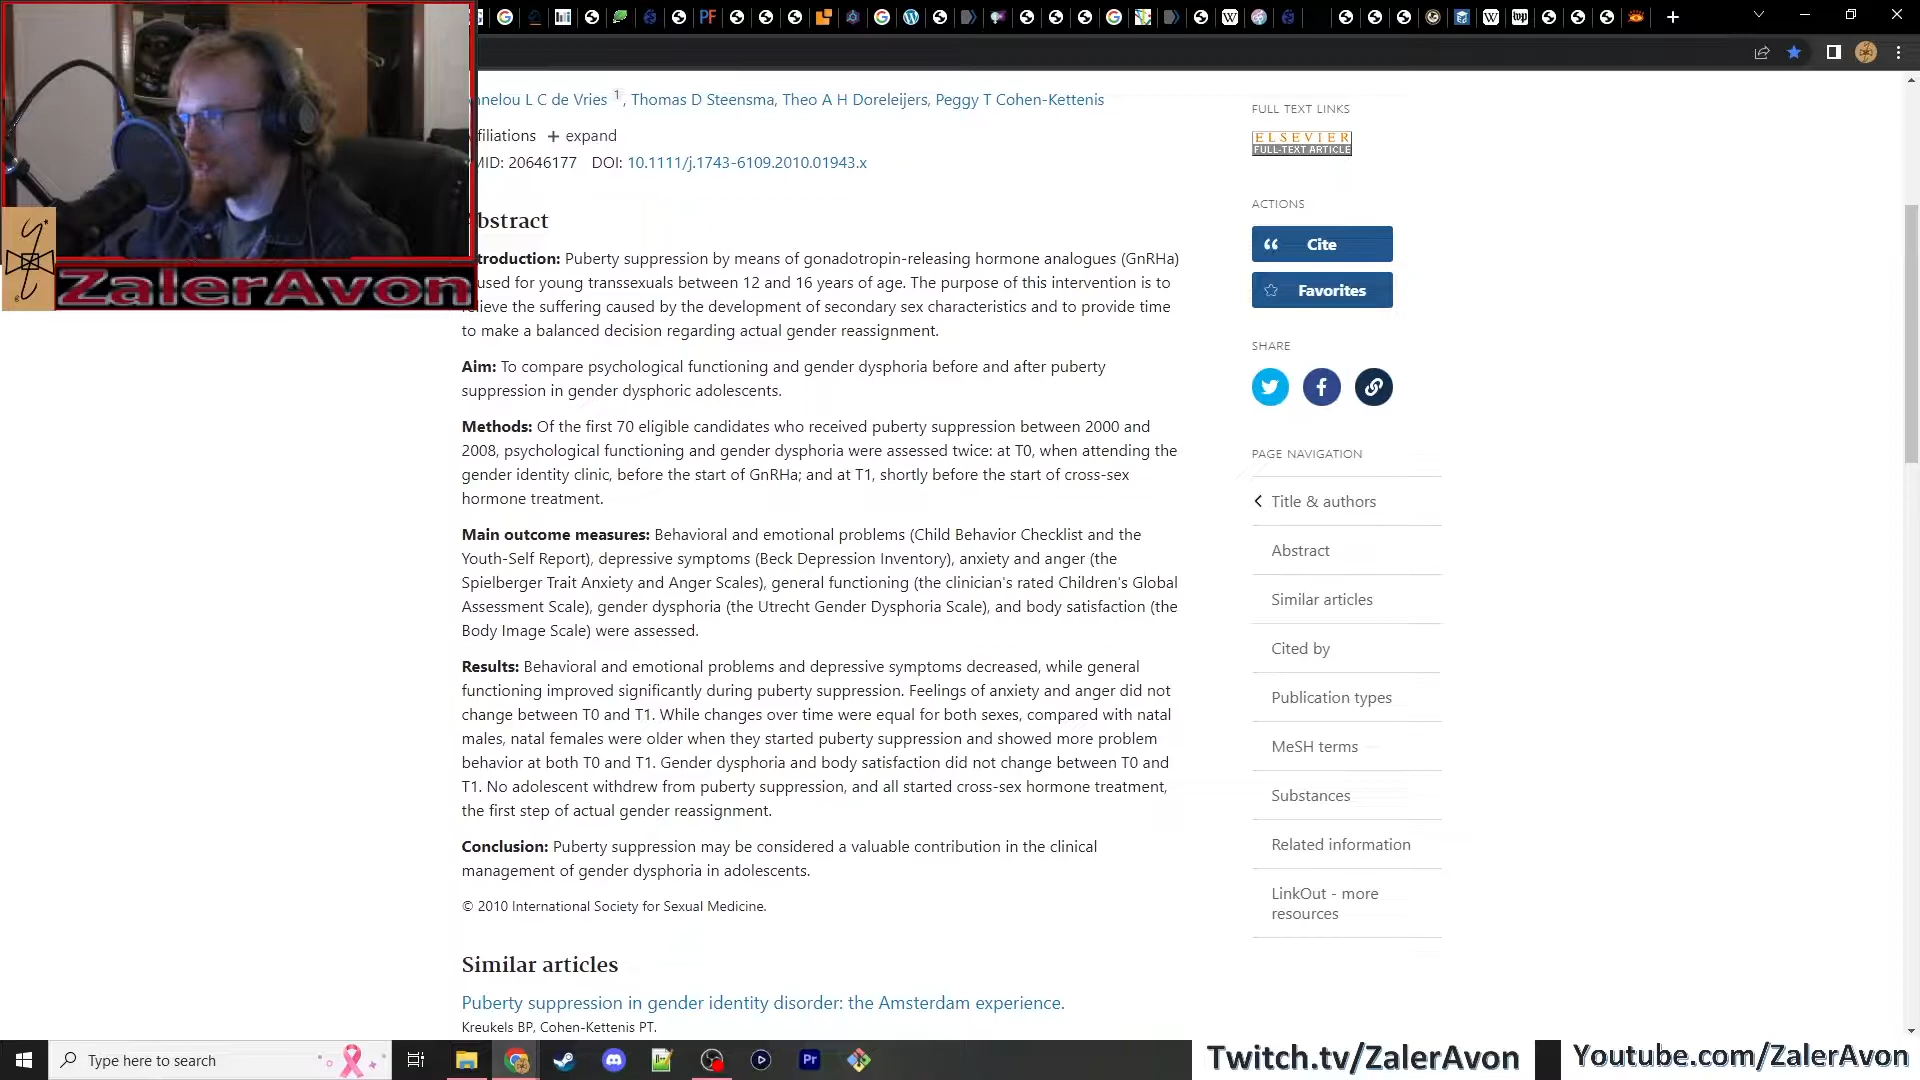 nnelou L C de Vries 1, Thomas D Steensma, Theo A H Doreleijers, Peggy T Cohen-Kettenis
filiations + expand
MID: 20646177 DOI: 10.1111/j.1743-6109.2010.01943.x
bstract
troduction: Puberty suppression by means of gonadotropin-releasing hormone analogues (GnRHa)
used for young transsexuals between 12 and 16 years of age. The purpose of this intervention is to
elieve the suffering caused by the development of secondary sex characteristics and to provide time
to make a balanced decision regarding actual gender reassignment.
Aim: To compare psychological functioning and gender dysphoria before and after puberty
suppression in gender dysphoric adolescents.
Methods: Of the first 70 eligible candidates who received puberty suppression between 2000 and
2008, psychological functioning and gender dysphoria were assessed twice: at T0, when attending the
gender identity clinic, before the start of GnRHa; and at T1, shortly before the start of cross-sex
hormone treatment.
Main outcome measures: Behavioral and emotional problems (Child Behavior Checklist and the
Youth-Self Report), depressive symptoms (Beck Depression Inventory), anxiety and anger (the
Spielberger Trait Anxiety and Anger Scales), general functioning (the clinician's rated Children's Global
Assessment Scale), gender dysphoria (the Utrecht Gender Dysphoria Scale), and body satisfaction (the
Body Image Scale) were assessed.
Results: Behavioral and emotional problems and depressive symptoms decreased, while general
functioning improved significantly during puberty suppression. Feelings of anxiety and anger did not
change between T0 and T1. While changes over time were equal for both sexes, compared with natal
males, natal females were older when they started puberty suppression and showed more problem
behavior at both T0 and T1. Gender dysphoria and body satisfaction did not change between T0 and
T1. No adolescent withdrew from puberty suppression, and all started cross-sex hormone treatment,
the first step of actual gender reassignment.
Conclusion: Puberty suppression may be considered a valuable contribution in the clinical
management of gender dysphoria in adolescents.
© 2010 International Society for Sexual Medicine.
Similar articles
Puberty suppression in gender identity disorder: the Amsterdam experience.
Kreukels BP, Cohen-Kettenis PT.
FULL TEXT LINKS
ELSEVIER
FULL-TEXT ARTICLE
ACTIONS
Cite
Favorites
SHARE
PAGE NAVIGATION
Title & authors
Abstract
Similar articles
Cited by
Publication types
MeSH terms
Substances
Related information
LinkOut - more
resources
ZalerAvon
Type here to search
Pr
Twitch.tv/ZalerAvon
Youtube.com/ZalerAvon